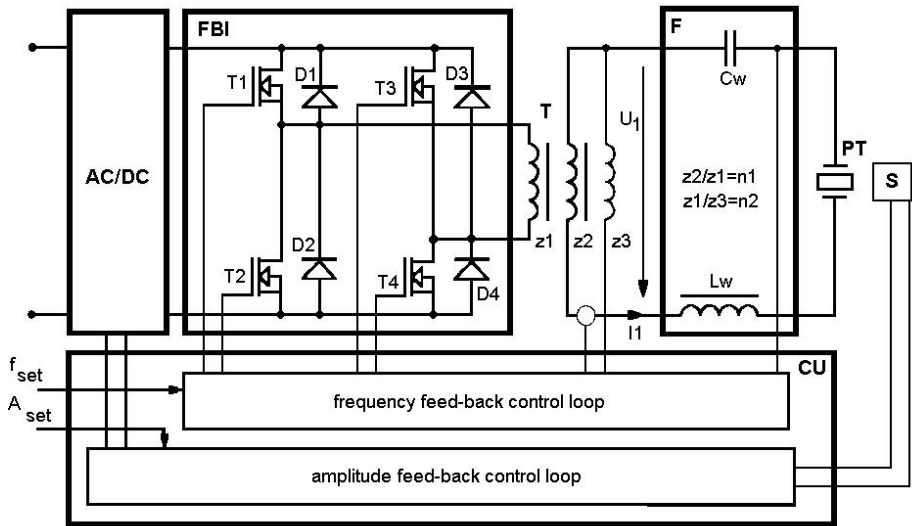 FBI
F
T1
D1
T3
D3
Cw
T
U1
PT
AC/DC
S
z2/z1=n1
z1/z3=n2
D2
z1
z2
z3
T2
T4
D4
Lw
I1
CU
fset
frequency feed-back control loop
Aset
amplitude feed-back control loop